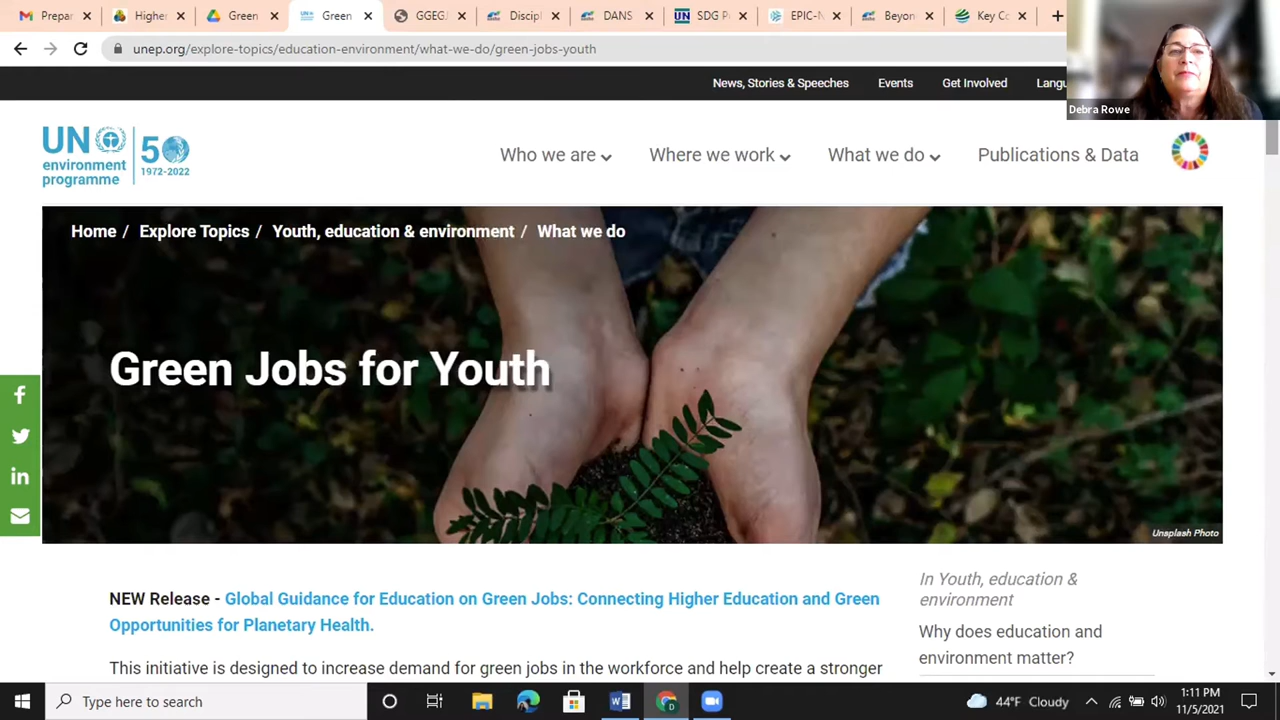 Prepar
Higher
Green
Green
GGEG
Discipl
DANS
SDG P
EPIC-N
Beyon
Key Co
unep.org/explore-topics/education-environment/what-we-do/green-jobs-youth
News, Stories & Speeches
Events
Get Involved
Langu
Debra Rowe
UN
environment
programme
50
1972-2022
Who we are
Where we work
What we do
Publications & Data
Home / Explore Topics / Youth, education & environment / What we do
Green Jobs for Youth
Unsplash Photo
NEW Release - Global Guidance for Education on Green Jobs: Connecting Higher Education and Green
Opportunities for Planetary Health.
This initiative is designed to increase demand for green jobs in the workforce and help create a stronger
In Youth, education &
environment
Why does education and
environment matter?
Type here to search
44°F Cloudy
1:11 PM
11/5/2021